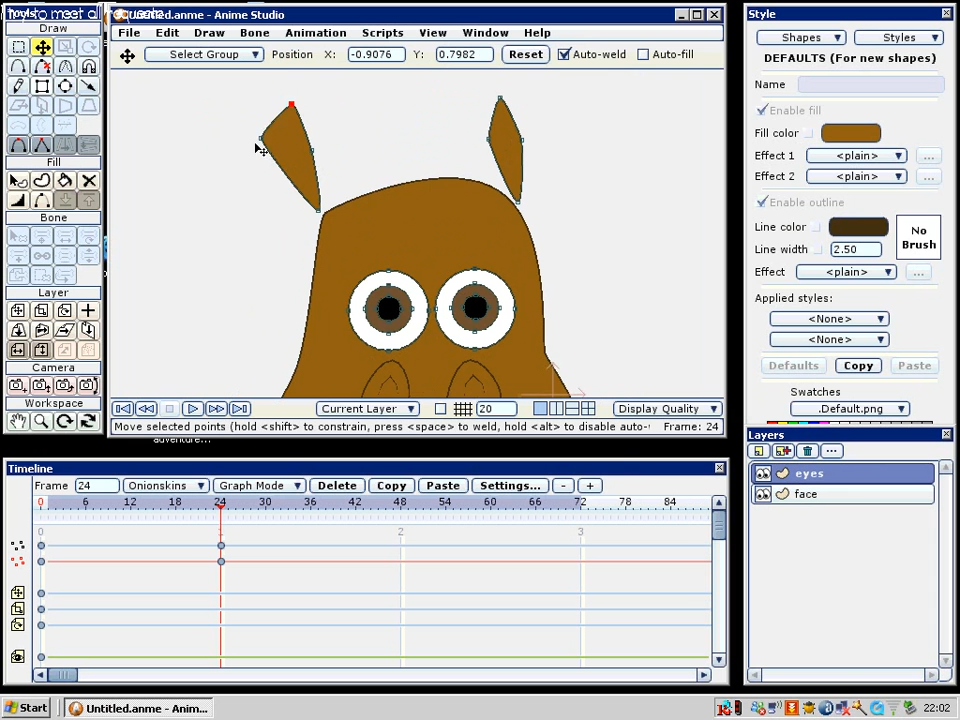 Tools
Untitled.anme - Anime Studio
File Edit Draw Bone Animation Scripts View Window Help
Select Group Position X: -0.9076 Y: 0.7982 Reset Auto-weld Auto-fill
Draw
Fill
Bone
Layer
Camera
Workspace
Current Layer 20 Display Quality
Move selected points (hold <shift> to constrain, press <space> to weld, hold <alt> to disable auto- Frame: 24
adventure...
Style
Shapes Styles
DEFAULTS (For new shapes)
Name
Enable fill
Fill color
Effect 1 <plain> ...
Effect 2 <plain> ...
Enable outline
Line color
Line width 2.50
No
Brush
Effect <plain> ...
Applied styles:
<None>
<None>
Defaults Copy Paste
Swatches
.Default.png
Layers
eyes
face
Timeline
Frame 24 Onionskins Graph Mode Delete Copy Paste Settings... - +
0 6 12 18 24 30 36 42 48 54 60 66 72 78 84
0 1 2 3
Start Untitled.anme - Anim... 22:02